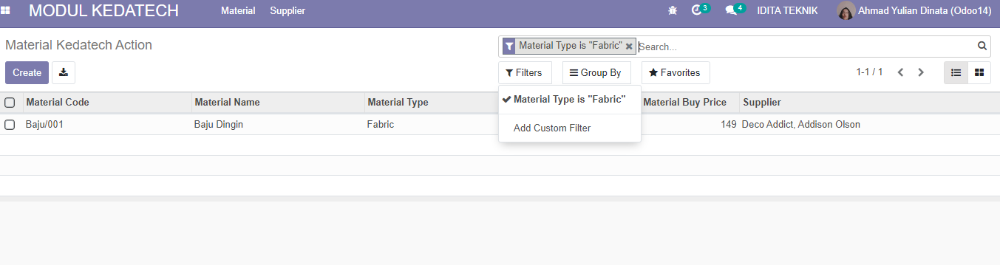 MODUL KEDATECH Material Supplier 3 4 IDITA TEKNIK Ahmad Yulian Dinata (Odoo14)
Material Kedatech Action
Material Type is "Fabric" Search...
Create
Filters Group By Favorites 1-1 / 1
Material Type is "Fabric"
Add Custom Filter
Material Code Material Name Material Type Material Buy Price Supplier
Baju/001 Baju Dingin Fabric 149 Deco Addict, Addison Olson